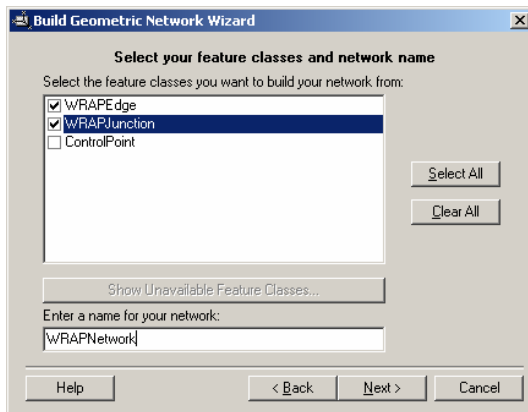 Build Geometric Network Wizard
Select your feature classes and network name
Select the feature classes you want to build your network from:
WRAPEdge
WRAPJunction
ControlPoint
Select All
Clear All
Show Unavailable Feature Classes...
Enter a name for your network:
WRAPNetwork
Help < Back Next > Cancel